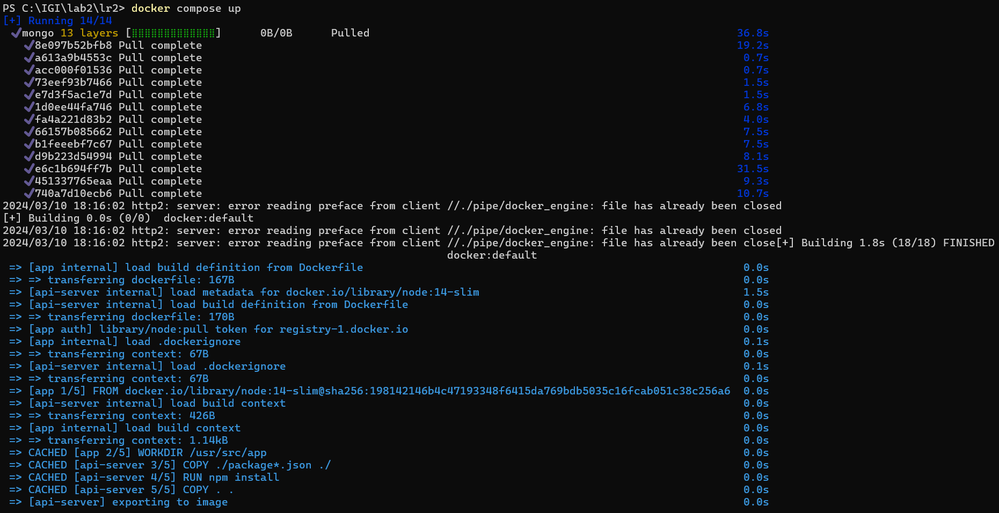 PS C:\IGI\lab2\lr2> docker compose up
[+] Running 14/14
✔mongo 13 layers [⣿⣿⣿⣿⣿⣿⣿⣿⣿⣿⣿⣿⣿] 0B/0B Pulled 36.8s
✔8e097b52bfb8 Pull complete 19.2s
✔a613a9b4553c Pull complete 0.7s
✔acc000f01536 Pull complete 0.7s
✔73eef93b7466 Pull complete 1.5s
✔e7d3f5ac1e7d Pull complete 1.5s
✔1d0ee44fa746 Pull complete 6.8s
✔fa4a221d83b2 Pull complete 4.0s
✔66157b085662 Pull complete 7.5s
✔b1feeebf7c67 Pull complete 7.5s
✔d9b223d54994 Pull complete 8.1s
✔e6c1b694ff7b Pull complete 31.5s
✔451337765eaa Pull complete 9.3s
✔740a7d10ecb6 Pull complete 10.7s
2024/03/10 18:16:02 http2: server: error reading preface from client //./pipe/docker_engine: file has already been closed
[+] Building 0.0s (0/0) docker:default
2024/03/10 18:16:02 http2: server: error reading preface from client //./pipe/docker_engine: file has already been closed
2024/03/10 18:16:02 http2: server: error reading preface from client //./pipe/docker_engine: file has already been close[+] Building 1.8s (18/18) FINISHED
docker:default
=> [app internal] load build definition from Dockerfile 0.0s
=> => transferring dockerfile: 167B 0.0s
=> [api-server internal] load metadata for docker.io/library/node:14-slim 1.5s
=> [api-server internal] load build definition from Dockerfile 0.0s
=> => transferring dockerfile: 170B 0.0s
=> [app auth] library/node:pull token for registry-1.docker.io 0.0s
=> [app internal] load .dockerignore 0.1s
=> => transferring context: 67B 0.0s
=> [api-server internal] load .dockerignore 0.1s
=> => transferring context: 67B 0.0s
=> [app 1/5] FROM docker.io/library/node:14-slim@sha256:198142146b4c47193348f6415da769bdb5035c16fcab051c38c256a6 0.0s
=> [api-server internal] load build context 0.0s
=> => transferring context: 426B 0.0s
=> [app internal] load build context 0.0s
=> => transferring context: 1.14kB 0.0s
=> CACHED [app 2/5] WORKDIR /usr/src/app 0.0s
=> CACHED [api-server 3/5] COPY ./package*.json ./ 0.0s
=> CACHED [api-server 4/5] RUN npm install 0.0s
=> CACHED [api-server 5/5] COPY . . 0.0s
=> [api-server] exporting to image 0.0s